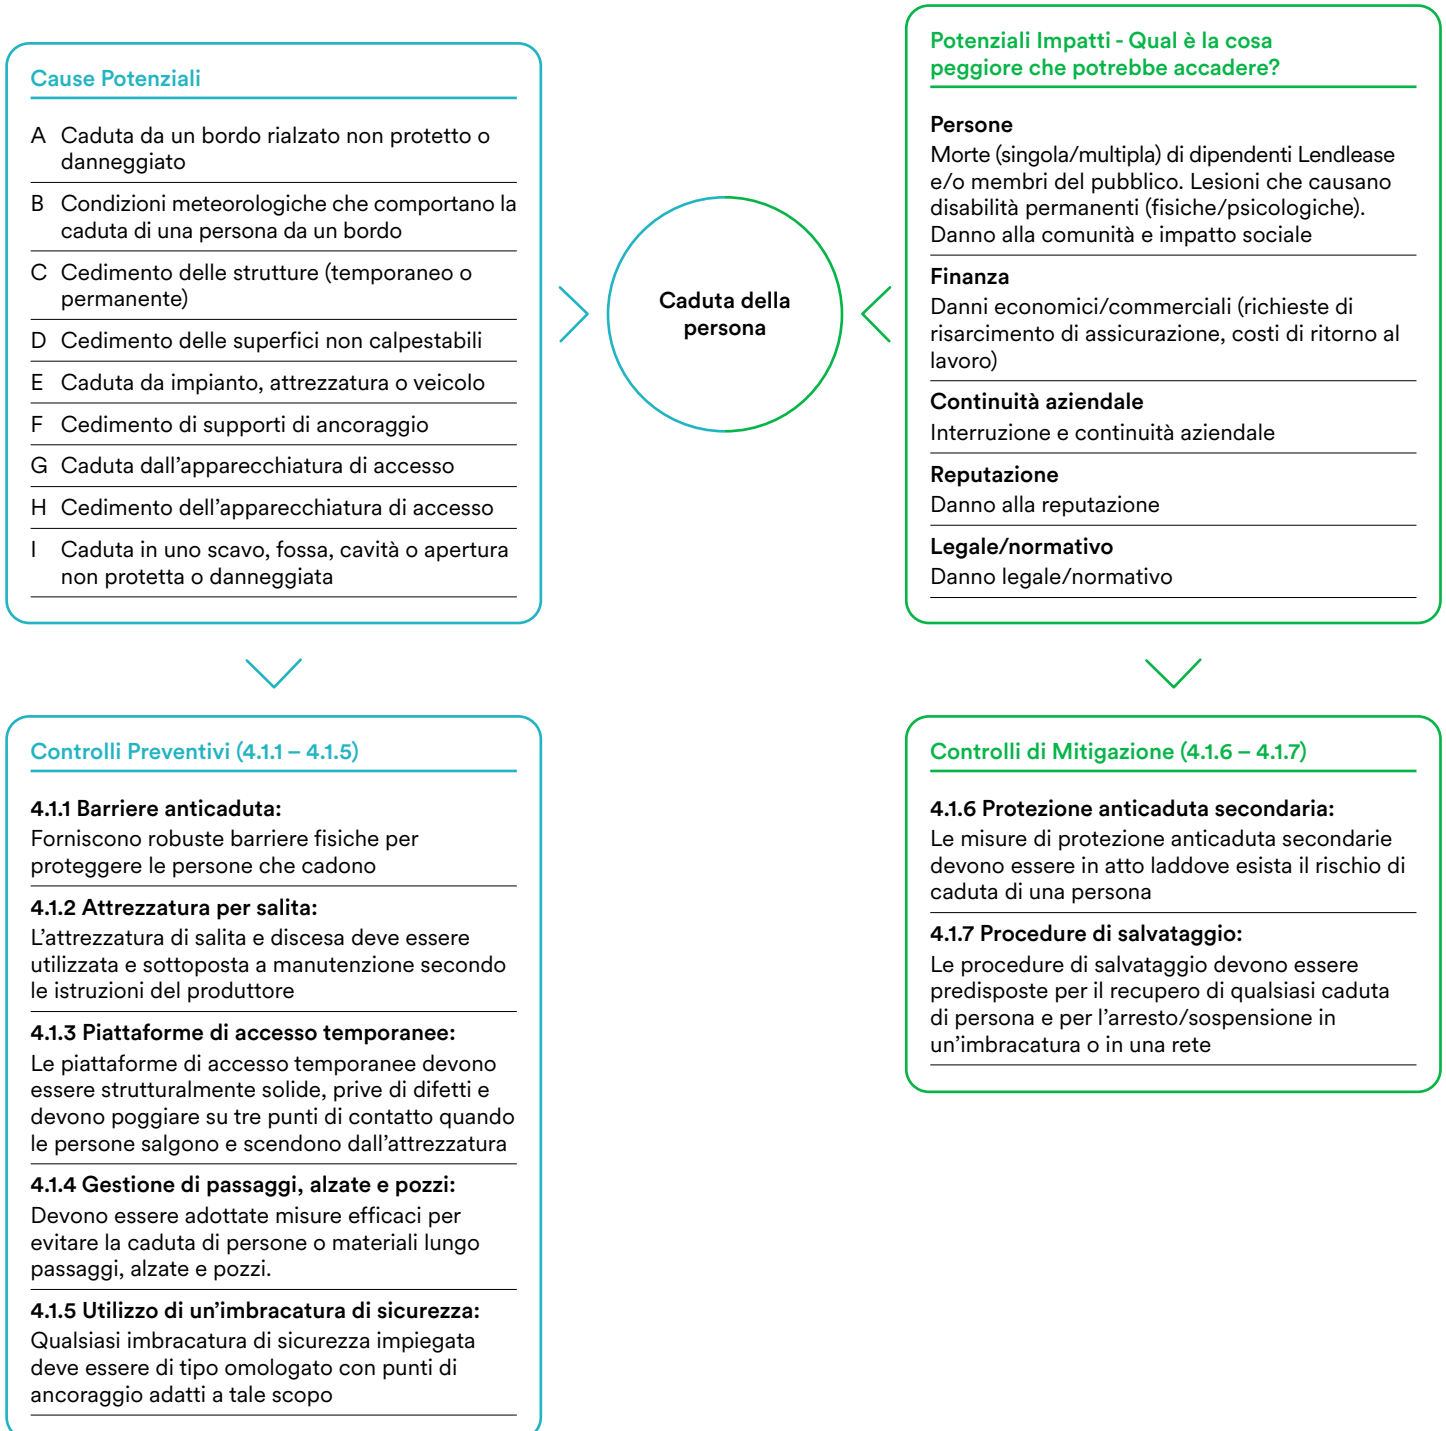 Cause Potenziali
A Caduta da un bordo rialzato non protetto o
danneggiato
B Condizioni meteorologiche che comportano la
caduta di una persona da un bordo
C Cedimento delle strutture (temporaneo o
permanente)
D Cedimento delle superfici non calpestabili
E Caduta da impianto, attrezzatura o veicolo
F Cedimento di supporti di ancoraggio
G Caduta dall'apparecchiatura di accesso
H Cedimento dell'apparecchiatura di accesso
I Caduta in uno scavo, fossa, cavità o apertura
non protetta o danneggiata
Caduta della
persona
Potenziali Impatti - Qual è la cosa
peggiore che potrebbe accadere?
Persone
Morte (singola/multipla) di dipendenti Lendlease
e/o membri del pubblico. Lesioni che causano
disabilità permanenti (fisiche/psicologiche).
Danno alla comunità e impatto sociale
Finanza
Danni economici/commerciali (richieste di
risarcimento di assicurazione, costi di ritorno al
lavoro)
Continuità aziendale
Interruzione e continuità aziendale
Reputazione
Danno alla reputazione
Legale/normativo
Danno legale/normativo
Controlli Preventivi (4.1.1 – 4.1.5)
4.1.1 Barriere anticaduta:
Forniscono robuste barriere fisiche per
proteggere le persone che cadono
4.1.2 Attrezzatura per salita:
L'attrezzatura di salita e discesa deve essere
utilizzata e sottoposta a manutenzione secondo
le istruzioni del produttore
4.1.3 Piattaforme di accesso temporanee:
Le piattaforme di accesso temporanee devono
essere strutturalmente solide, prive di difetti e
devono poggiare su tre punti di contatto quando
le persone salgono e scendono dall'attrezzatura
4.1.4 Gestione di passaggi, alzate e pozzi:
Devono essere adottate misure efficaci per
evitare la caduta di persone o materiali lungo
passaggi, alzate e pozzi.
4.1.5 Utilizzo di un'imbracatura di sicurezza:
Qualsiasi imbracatura di sicurezza impiegata
deve essere di tipo omologato con punti di
ancoraggio adatti a tale scopo
Controlli di Mitigazione (4.1.6 – 4.1.7)
4.1.6 Protezione anticaduta secondaria:
Le misure di protezione anticaduta secondarie
devono essere in atto laddove esista il rischio di
caduta di una persona
4.1.7 Procedure di salvataggio:
Le procedure di salvataggio devono essere
predisposte per il recupero di qualsiasi caduta
di persona e per l'arresto/sospensione in
un'imbracatura o in una rete